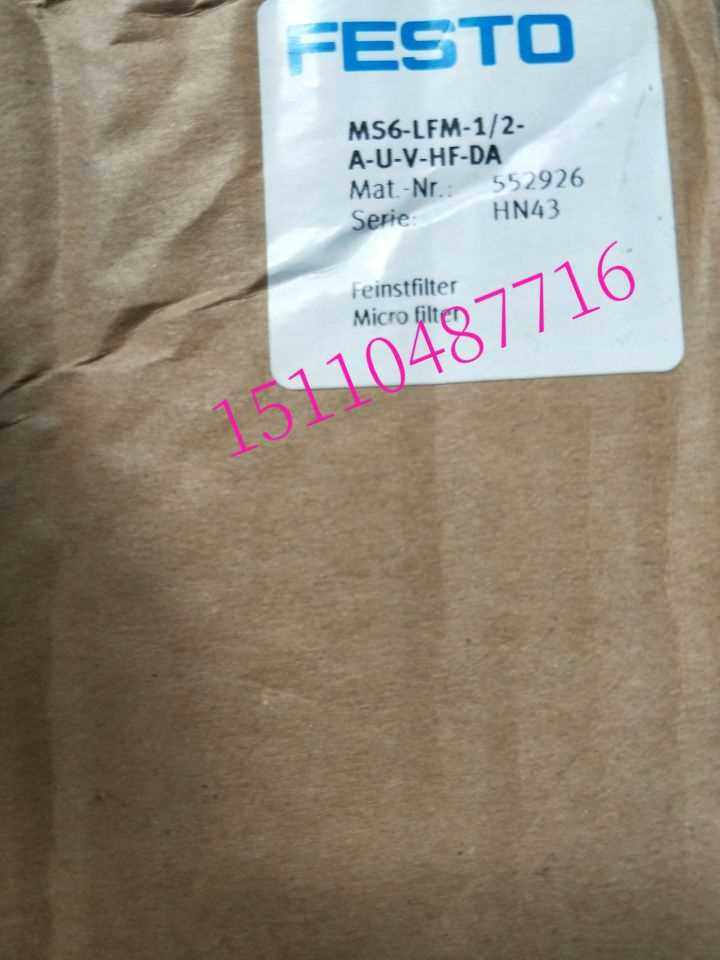 FESTO
MS6-LFM-1/2-
A-U-V-HF-DA
Mat.-Nr.: 552926
Serie: HN43
Feinstfilter
Micro filter
15110487716